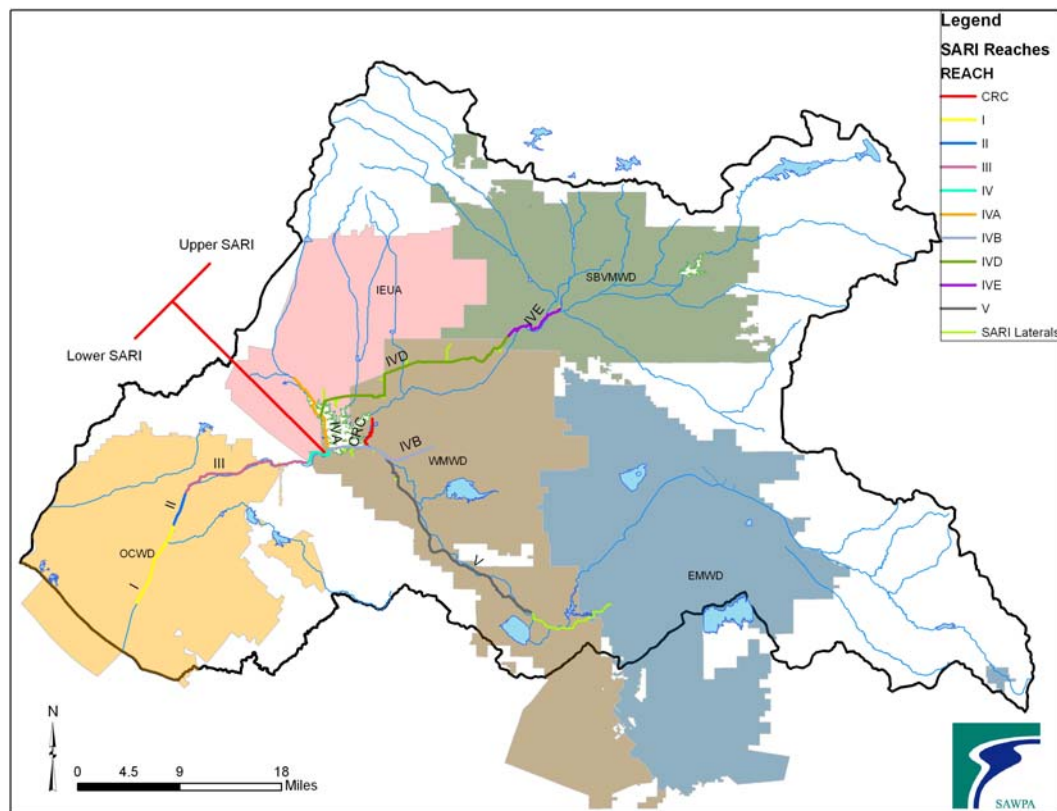 Legend
SARI Reaches
REACH
CRC
I
II
III
IV
IVA
IVB
IVD
IVE
V
SARI Laterals
Upper SARI
Lower SARI
IEUA
SBVMWD
IVE
IVD
IVA
CRC
IVB
WMWD
III
II
OCWD
I
V
EMWD
N
0 4.5 9 18
Miles
SAWPA